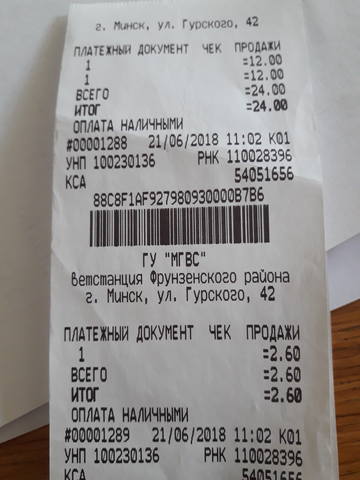 г. Минск, ул. Гурского, 42
ПЛАТЕЖНЫЙ ДОКУМЕНТ ЧЕК ПРОДАЖИ
1 =12.00
1 =12.00
ВСЕГО =24.00
ИТОГ =24.00
ОПЛАТА НАЛИЧНЫМИ
#00001288 21/06/2018 11:02 К01
УНП 100230136 РНК 110028396
КСА 54051656
88C8F1AF927980930000B7B6
ГУ "МГВС"
Ветстанция Фрунзенского района
г. Минск, ул. Гурского, 42
ПЛАТЕЖНЫЙ ДОКУМЕНТ ЧЕК ПРОДАЖИ
1 =2.60
ВСЕГО =2.60
ИТОГ =2.60
ОПЛАТА НАЛИЧНЫМИ
#00001289 21/06/2018 11:02 К01
УНП 100230136 РНК 110028396
КСА 54051656